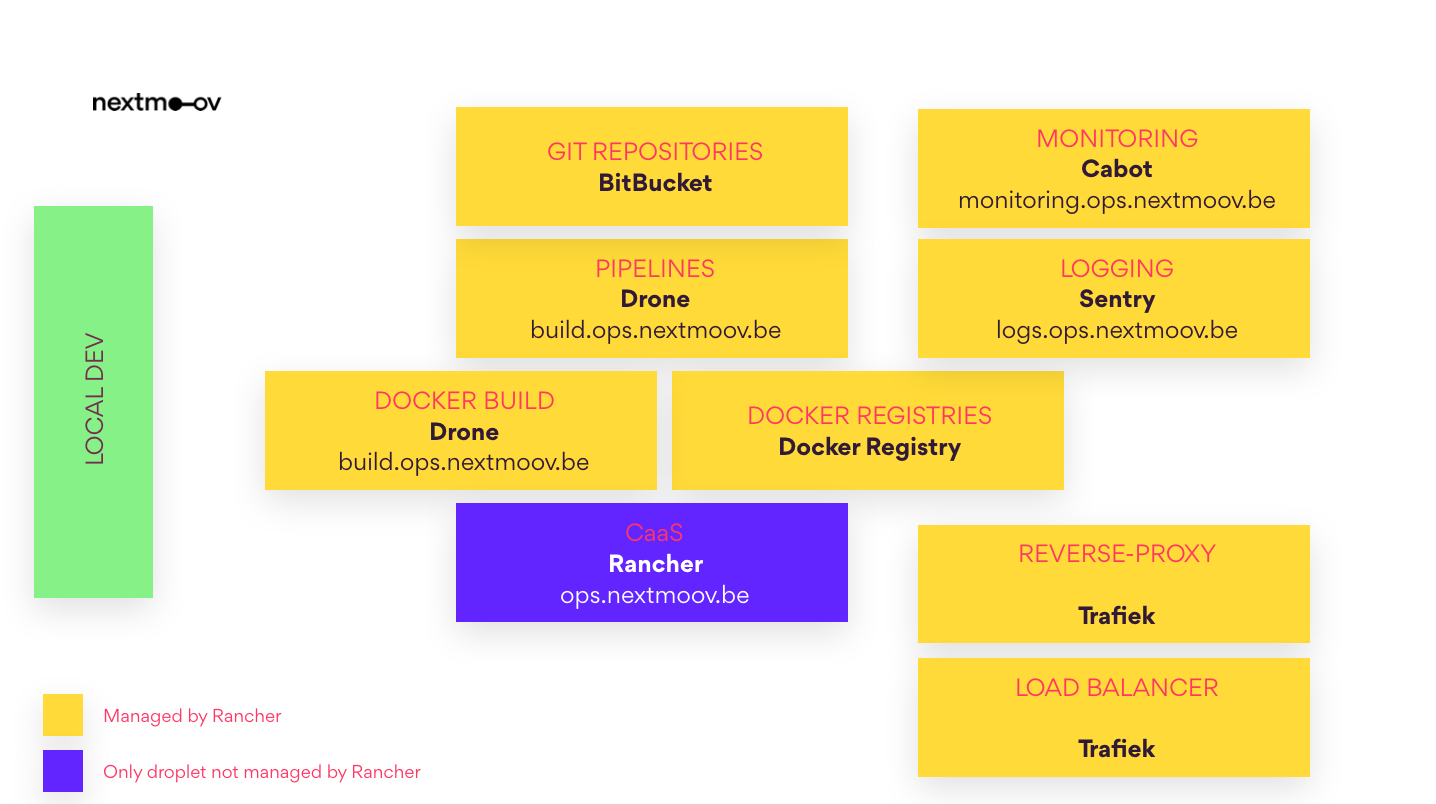 nextmoov
GIT REPOSITORIES
BitBucket
MONITORING
Cabot
monitoring.ops.nextmoov.be
PIPELINES
Drone
build.ops.nextmoov.be
LOGGING
Sentry
logs.ops.nextmoov.be
LOCAL DEV
DOCKER BUILD
Drone
build.ops.nextmoov.be
DOCKER REGISTRIES
Docker Registry
CaaS
Rancher
ops.nextmoov.be
REVERSE-PROXY
Trafiek
LOAD BALANCER
Trafiek
Managed by Rancher
Only droplet not managed by Rancher